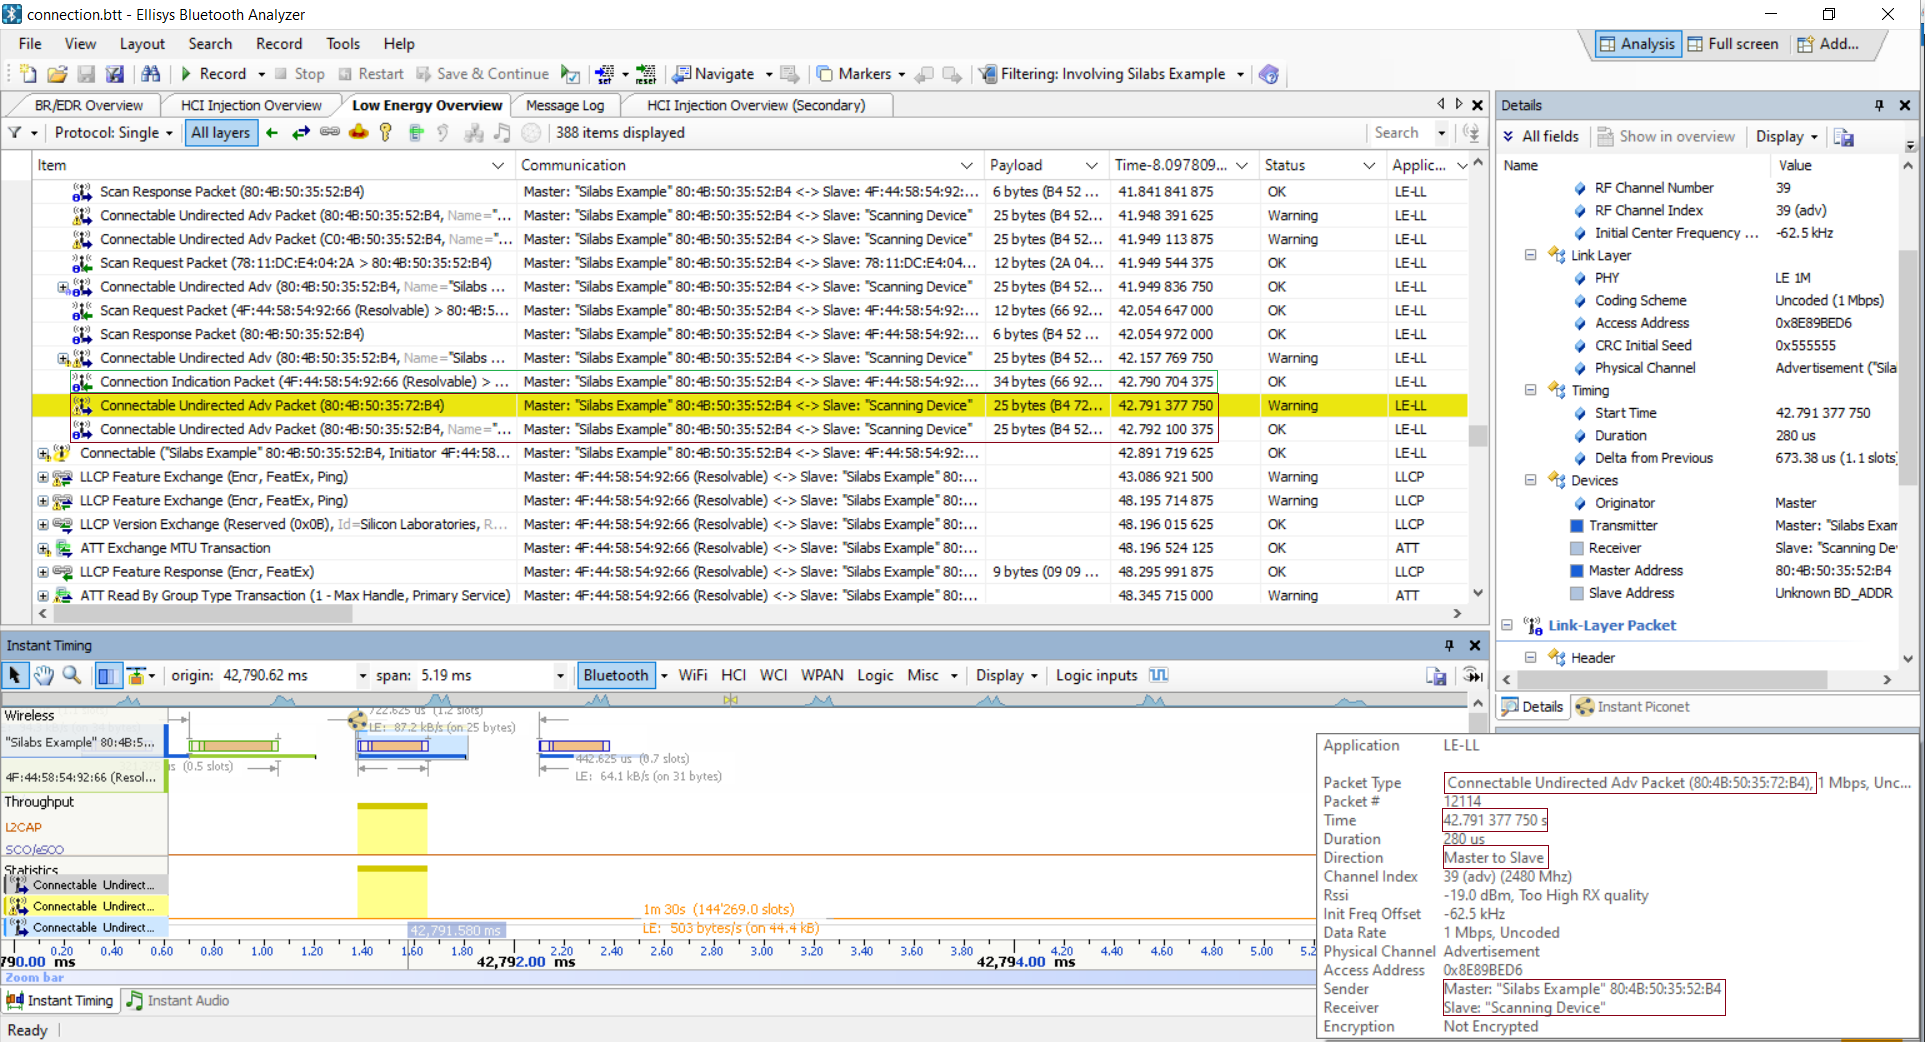 connection.btt - Ellisys Bluetooth Analyzer
File View Layout Search Record Tools Help
Analysis Full screen Add...
Record Stop Restart Save & Continue set reset Navigate Markers Filtering: Involving Silabs Example
BR/EDR Overview HCI Injection Overview Low Energy Overview Message Log HCI Injection Overview (Secondary)
Protocol: Single All layers 388 items displayed Search
Item Communication Payload Time-8.097809... Status Applic...
Scan Response Packet (80:4B:50:35:52:B4) Master: "Silabs Example" 80:4B:50:35:52:B4 <-> Slave: 4F:44:58:54:92:... 6 bytes (B4 52 ... 41.841 841 875 OK LE-LL
Connectable Undirected Adv Packet (80:4B:50:35:52:B4, Name="... Master: "Silabs Example" 80:4B:50:35:52:B4 <-> Slave: "Scanning Device" 25 bytes (B4 52... 41.948 391 625 Warning LE-LL
Connectable Undirected Adv Packet (C0:4B:50:35:52:B4, Name="... Master: "Silabs Example" 80:4B:50:35:52:B4 <-> Slave: "Scanning Device" 25 bytes (B4 52... 41.949 113 875 Warning LE-LL
Scan Request Packet (78:11:DC:E4:04:2A > 80:4B:50:35:52:B4) Master: "Silabs Example" 80:4B:50:35:52:B4 <-> Slave: 78:11:DC:E4:04:... 12 bytes (2A 04... 41.949 544 375 OK LE-LL
Connectable Undirected Adv (80:4B:50:35:52:B4, Name="Silabs ... Master: "Silabs Example" 80:4B:50:35:52:B4 <-> Slave: "Scanning Device" 25 bytes (B4 52... 41.949 836 750 OK LE-LL
Scan Request Packet (4F:44:58:54:92:66 (Resolvable) > 80:4B:5... Master: "Silabs Example" 80:4B:50:35:52:B4 <-> Slave: 4F:44:58:54:92:... 12 bytes (66 92... 42.054 647 000 OK LE-LL
Scan Response Packet (80:4B:50:35:52:B4) Master: "Silabs Example" 80:4B:50:35:52:B4 <-> Slave: 4F:44:58:54:92:... 6 bytes (B4 52 ... 42.054 972 000 OK LE-LL
Connectable Undirected Adv (80:4B:50:35:52:B4, Name="Silabs ... Master: "Silabs Example" 80:4B:50:35:52:B4 <-> Slave: "Scanning Device" 25 bytes (B4 52... 42.157 769 750 Warning LE-LL
Connection Indication Packet (4F:44:58:54:92:66 (Resolvable) > ... Master: "Silabs Example" 80:4B:50:35:52:B4 <-> Slave: 4F:44:58:54:92:... 34 bytes (66 92... 42.790 704 375 OK LE-LL
Connectable Undirected Adv Packet (80:4B:50:35:72:B4) Master: "Silabs Example" 80:4B:50:35:52:B4 <-> Slave: "Scanning Device" 25 bytes (B4 72... 42.791 377 750 Warning LE-LL
Connectable Undirected Adv Packet (80:4B:50:35:52:B4, Name="... Master: "Silabs Example" 80:4B:50:35:52:B4 <-> Slave: "Scanning Device" 25 bytes (B4 52... 42.792 100 375 OK LE-LL
Connectable ("Silabs Example" 80:4B:50:35:52:B4, Initiator 4F:44:58... Master: "Silabs Example" 80:4B:50:35:52:B4 <-> Slave: 4F:44:58:54:92:... 42.891 719 625 OK LE-LL
LLCP Feature Exchange (Encr, FeatEx, Ping) Master: 4F:44:58:54:92:66 (Resolvable) <-> Slave: "Silabs Example" 80:... 43.086 921 500 Warning LLCP
LLCP Feature Exchange (Encr, FeatEx, Ping) Master: 4F:44:58:54:92:66 (Resolvable) <-> Slave: "Silabs Example" 80:... 48.195 714 875 Warning LLCP
LLCP Version Exchange (Reserved (0x0B), Id=Silicon Laboratories, R... Master: 4F:44:58:54:92:66 (Resolvable) <-> Slave: "Silabs Example" 80:... 48.196 015 625 OK LLCP
ATT Exchange MTU Transaction Master: 4F:44:58:54:92:66 (Resolvable) <-> Slave: "Silabs Example" 80:... 48.196 524 125 OK ATT
LLCP Feature Response (Encr, FeatEx) Master: 4F:44:58:54:92:66 (Resolvable) <-> Slave: "Silabs Example" 80:... 9 bytes (09 09 ... 48.295 991 875 OK LLCP
ATT Read By Group Type Transaction (1 - Max Handle, Primary Service) Master: 4F:44:58:54:92:66 (Resolvable) <-> Slave: "Silabs Example" 80:... 48.345 715 000 Warning ATT
Details
All fields Show in overview Display
Name Value
RF Channel Number 39
RF Channel Index 39 (adv)
Initial Center Frequency ... -62.5 kHz
Link Layer
PHY LE 1M
Coding Scheme Uncoded (1 Mbps)
Access Address 0x8E89BED6
CRC Initial Seed 0x555555
Physical Channel Advertisement ("Sila
Timing
Start Time 42.791 377 750
Duration 280 us
Delta from Previous 673.38 us (1.1 slots
Devices
Originator Master
Transmitter Master: "Silabs Exam
Receiver Slave: "Scanning De
Master Address 80:4B:50:35:52:B4
Slave Address Unknown BD_ADDR
Link-Layer Packet
Header
Details Instant Piconet
Instant Timing
origin: 42,790.62 ms span: 5.19 ms Bluetooth WiFi HCI WCI WPAN Logic Misc Display Logic inputs
Wireless
722.625 us (1.2 slots)
LE: 87.2 kB/s (on 25 bytes)
"Silabs Example" 80:4B:5...
442.625 us (0.7 slots)
us (0.5 slots)
4F:44:58:54:92:66 (Resol...
LE: 64.1 kB/s (on 31 bytes)
Throughput
L2CAP
SCO/eSCO
Statistics
Connectable Undirect...
Connectable Undirect...
Connectable Undirect...
1m 30s (144'269.0 slots)
LE: 503 bytes/s (on 44.4 kB)
42,791.580 ms
0.20 0.40 0.60 0.80 1.00 1.20 1.40 1.60 1.80 2.20 2.40 2.60 2.80 3.00 3.20 3.40 3.60 3.80 4.20 4.40 4.60 4.80 5.00 5.2
790.00 ms 42,792.00 ms 42,794.00 ms
Zoom bar
Instant Timing Instant Audio
Ready
Application LE-LL
Packet Type Connectable Undirected Adv Packet (80:4B:50:35:72:B4), 1 Mbps, Unc...
Packet # 12114
Time 42.791 377 750 s
Duration 280 us
Direction Master to Slave
Channel Index 39 (adv) (2480 Mhz)
Rssi -19.0 dBm, Too High RX quality
Init Freq Offset -62.5 kHz
Data Rate 1 Mbps, Uncoded
Physical Channel Advertisement
Access Address 0x8E89BED6
Sender Master: "Silabs Example" 80:4B:50:35:52:B4
Receiver Slave: "Scanning Device"
Encryption Not Encrypted